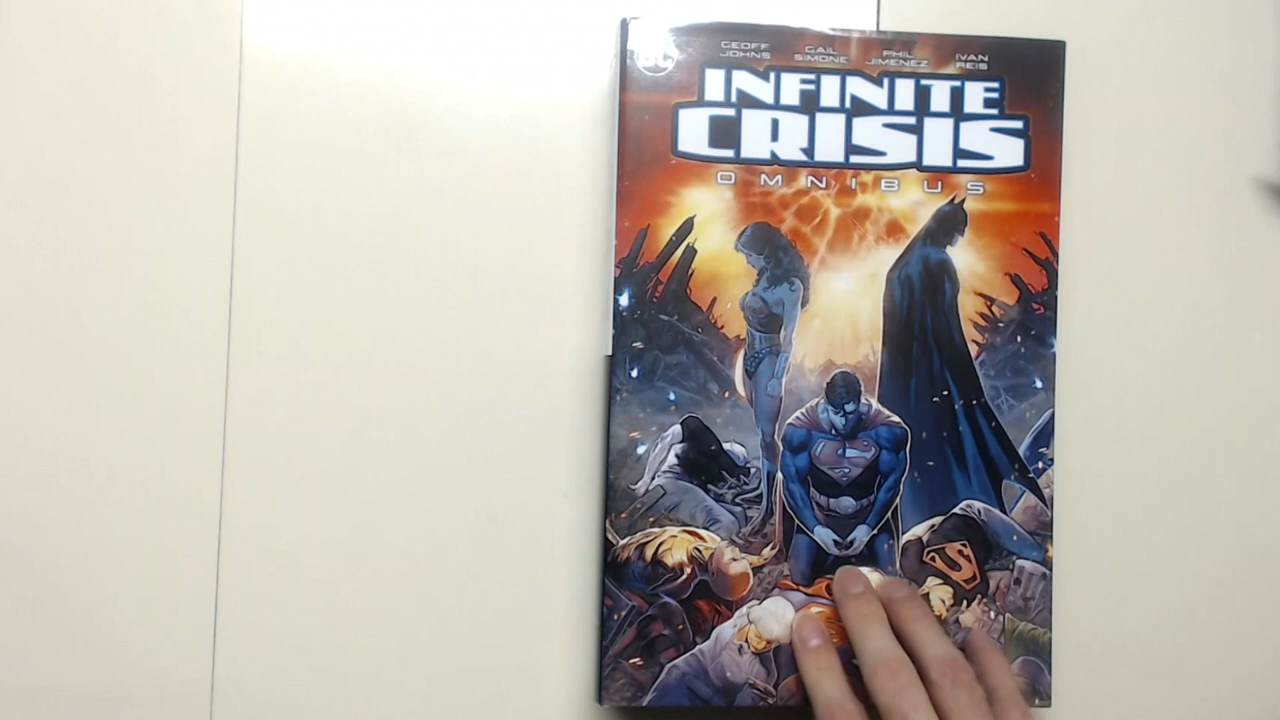 DC
GEOFF JOHNS
GAIL SIMONE
PHIL JIMENEZ
IVAN REIS
INFINITE
CRISIS
OMNIBUS
S
S